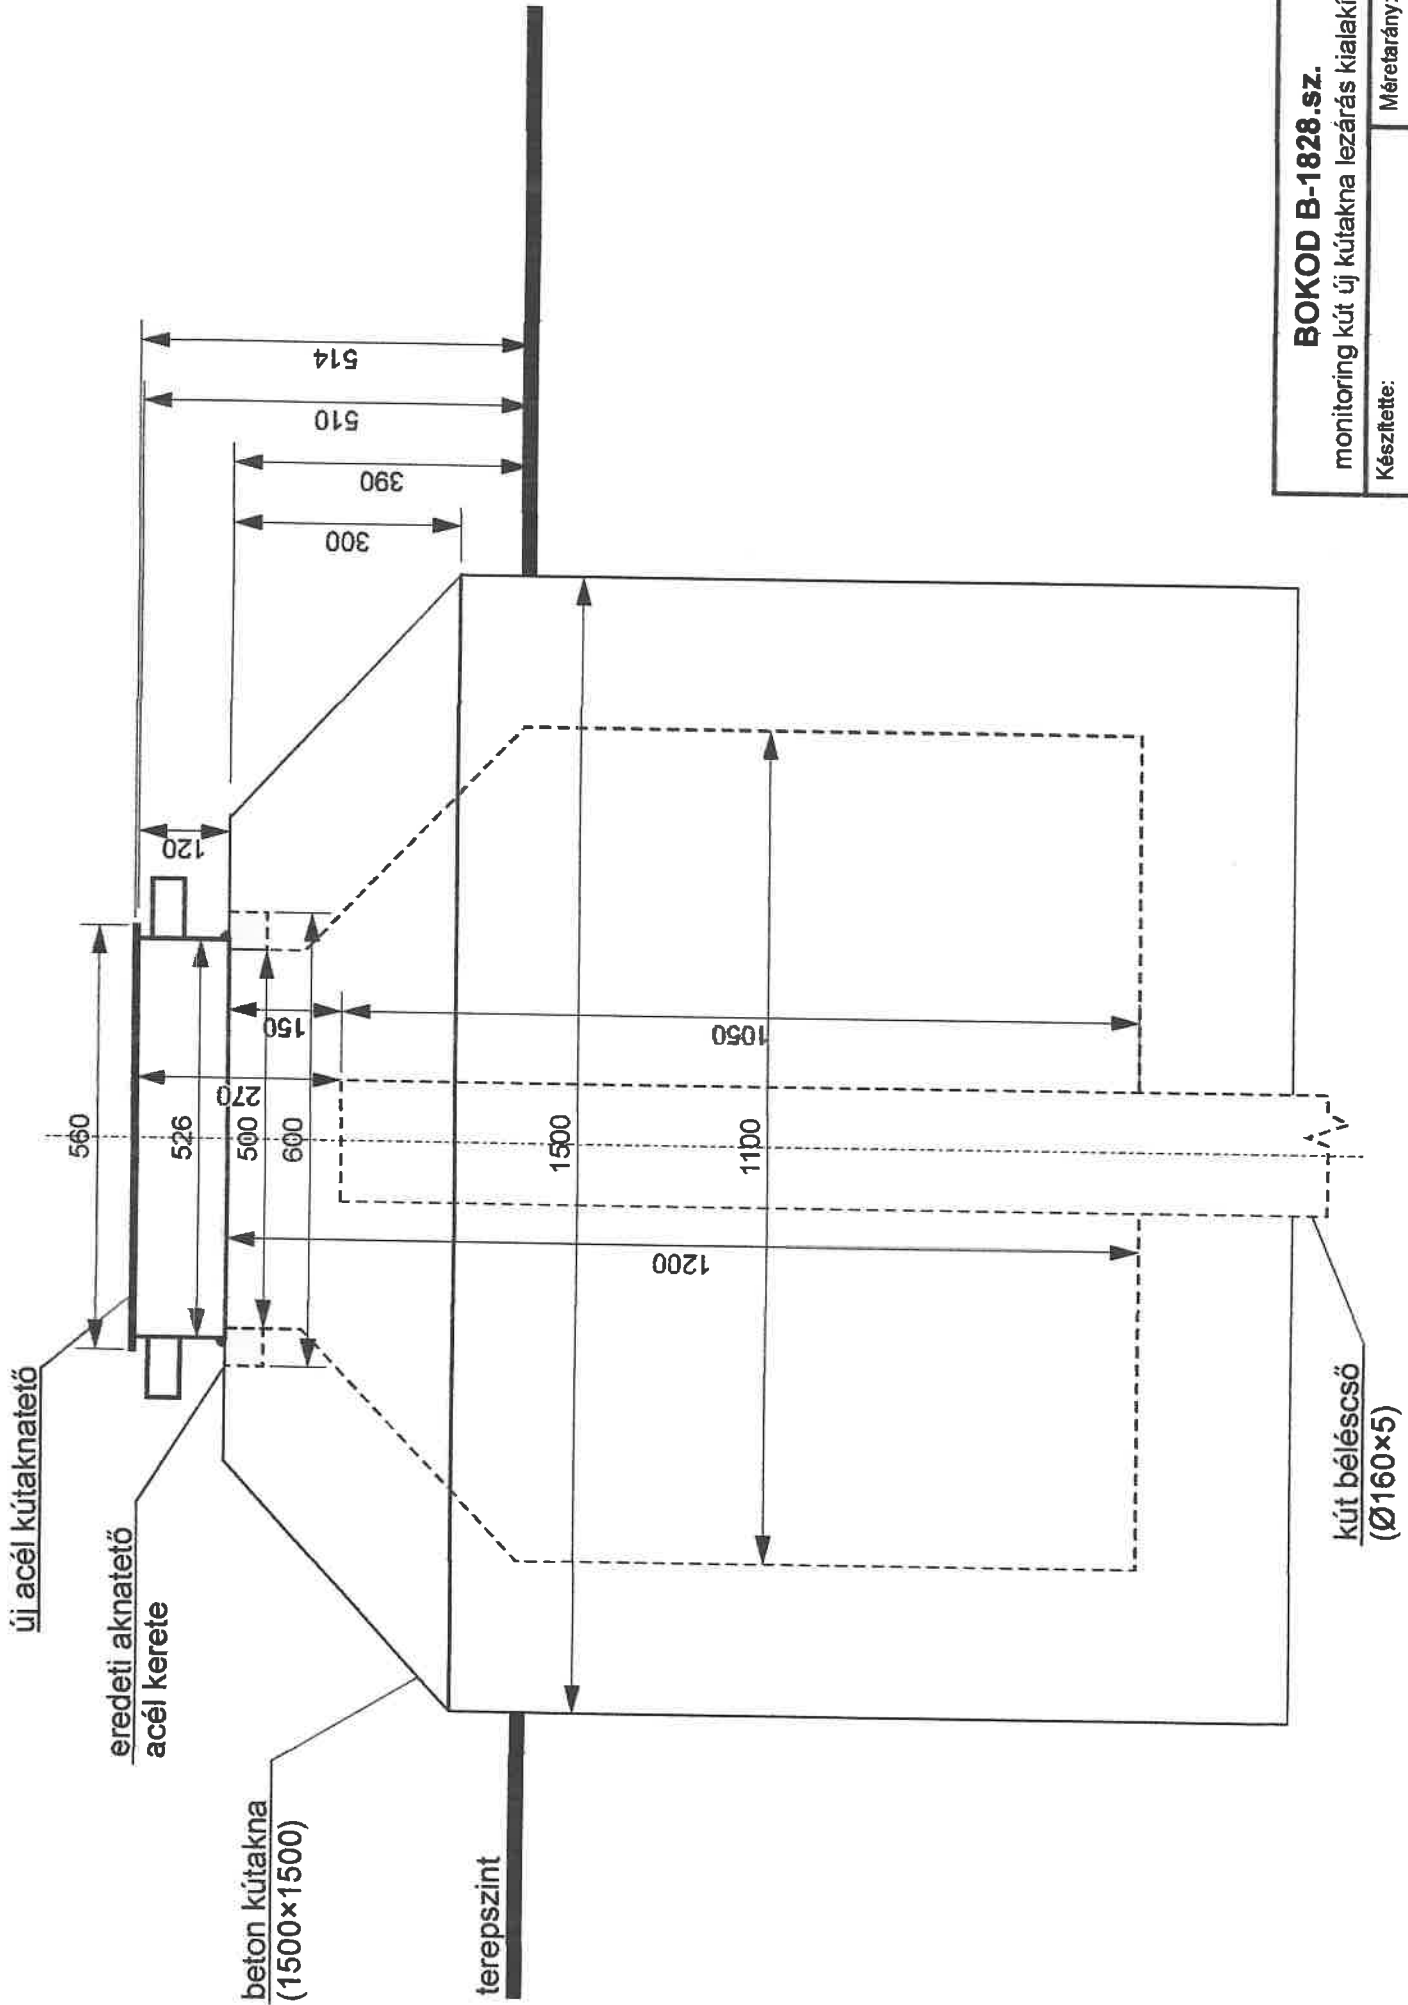 új acél kútaknatető
eredeti aknatető
acél kerete
beton kútakna
(1500×1500)
terepszint
560
526
500
600
120
150
270
300
390
510
514
1500
1100
1050
1200
kút béléscső
(Ø160×5)
BOKOD B-1828.sz.
monitoring kút új kútakna lezárás kialakí
Készítette:
Méretarány: